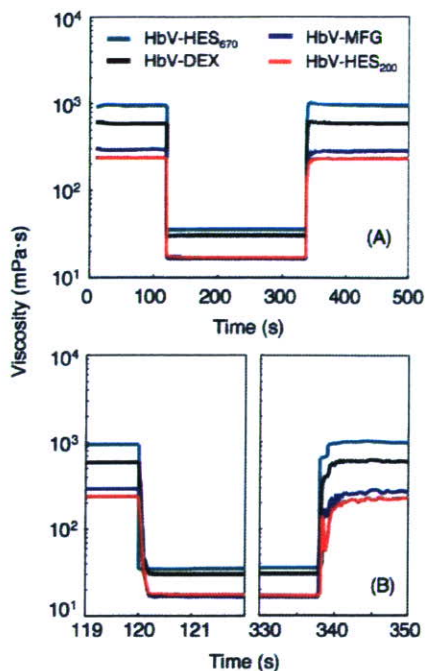 HbV-HES₆₇₀ HbV-MFG
HbV-DEX HbV-HES₂₀₀
10⁴
10³
10²
10¹
0 100 200 300 400 500
Time (s)
(A)
Viscosity (mPa·s)
10⁴
10³
10²
10¹
119 120 121 330 340 350
Time (s)
(B)